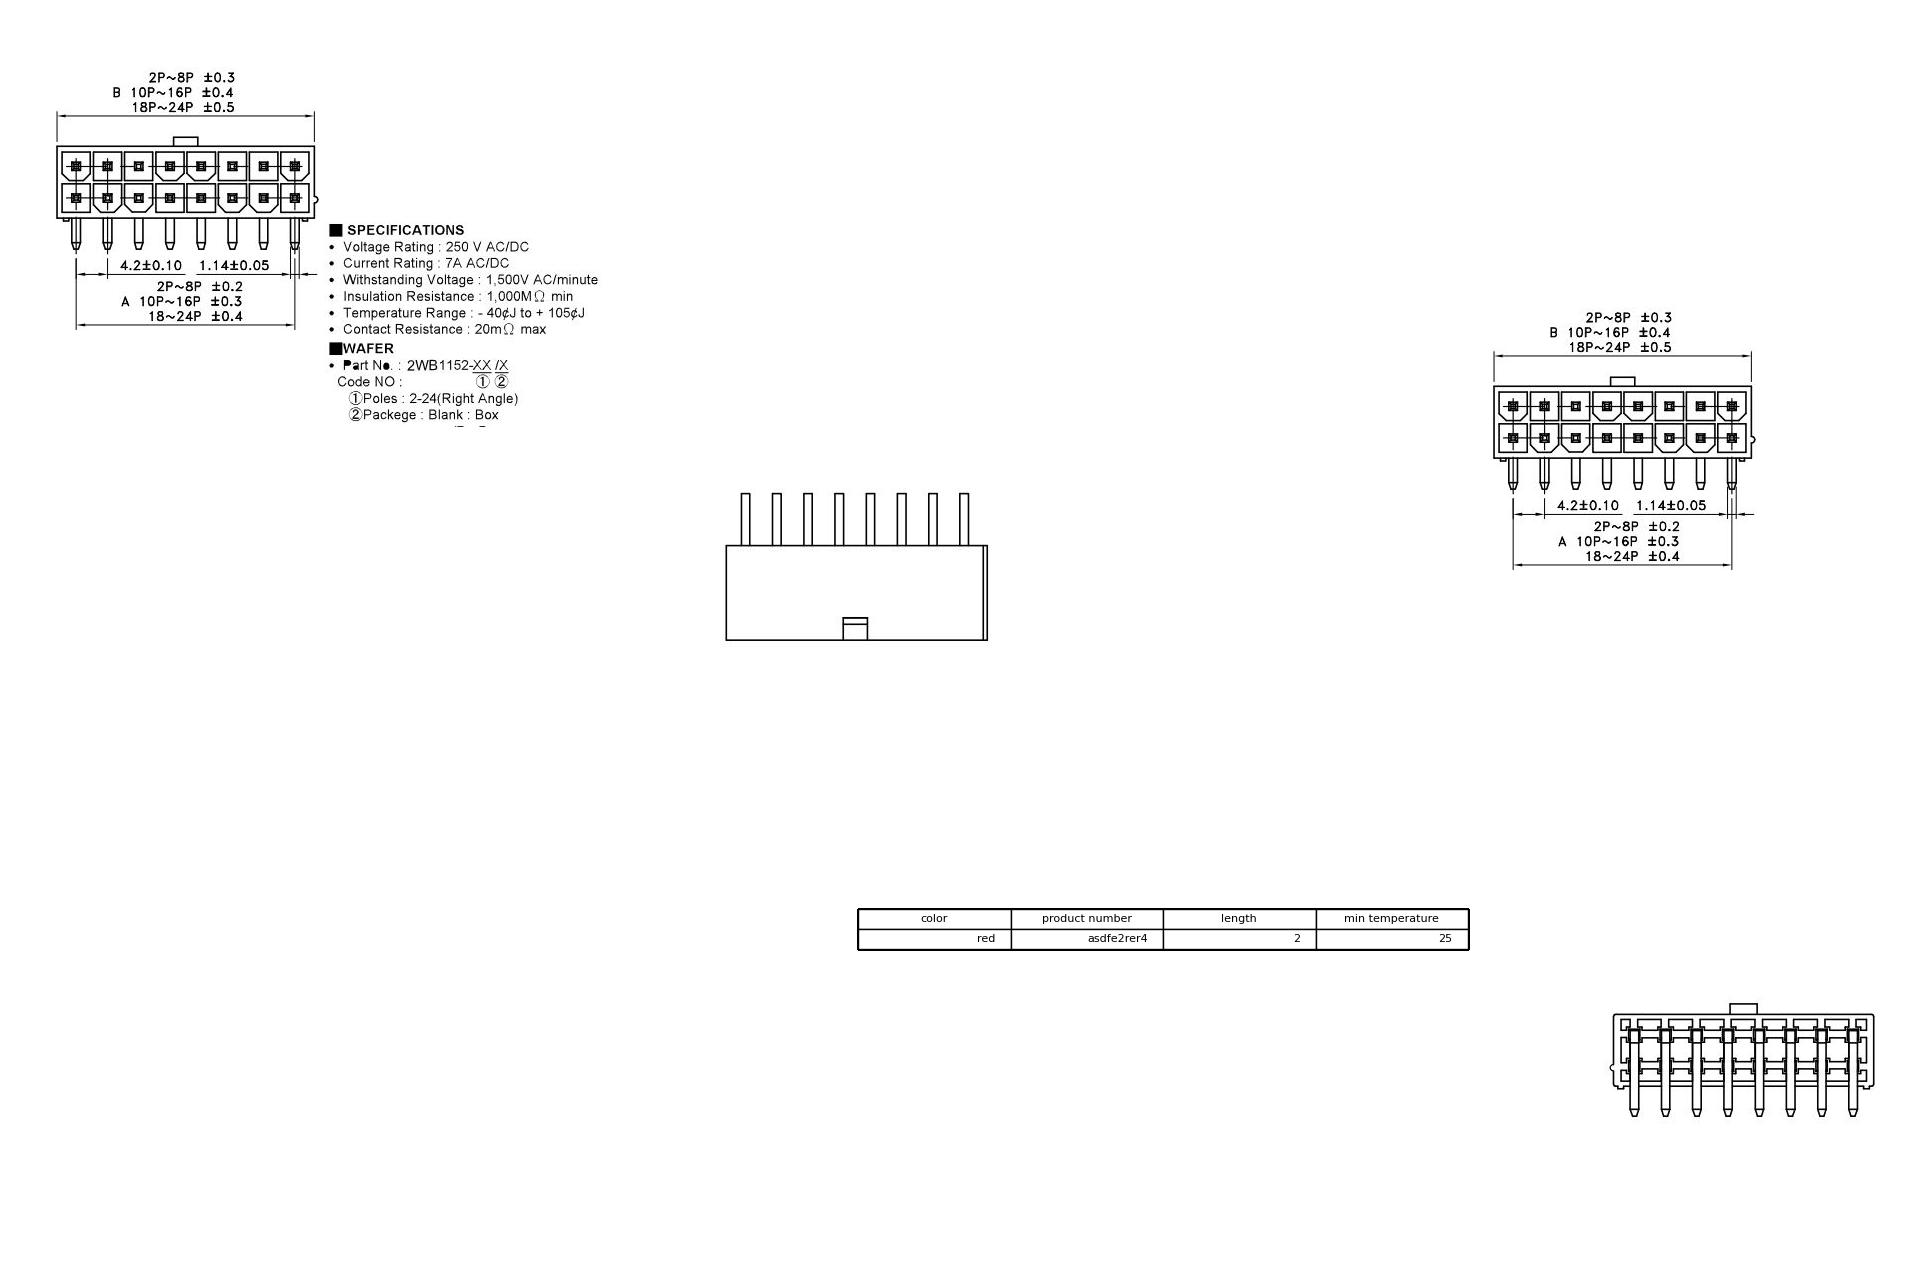 2P~8P ±0.3
B 10P~16P ±0.4
18P~24P ±0.5
4.2±0.10 1.14±0.05
2P~8P ±0.2
A 10P~16P ±0.3
18~24P ±0.4
■ SPECIFICATIONS
• Voltage Rating : 250 V AC/DC
• Current Rating : 7A AC/DC
• Withstanding Voltage : 1,500V AC/minute
• Insulation Resistance : 1,000MΩ min
• Temperature Range : - 40¢J to + 105¢J
• Contact Resistance : 20mΩ max
■WAFER
• Part No. : 2WB1152-XX /X
Code NO : ① ②
①Poles : 2-24(Right Angle)
②Packege : Blank : Box
2P~8P ±0.3
B 10P~16P ±0.4
18P~24P ±0.5
4.2±0.10 1.14±0.05
2P~8P ±0.2
A 10P~16P ±0.3
18~24P ±0.4
color product number length min temperature
red asdfe2rer4 2 25